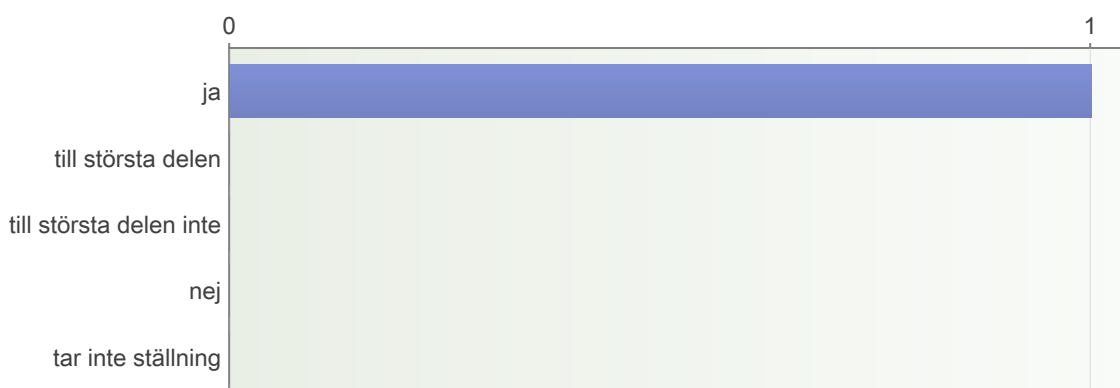 0 1
ja
till största delen
till största delen inte
nej
tar inte ställning